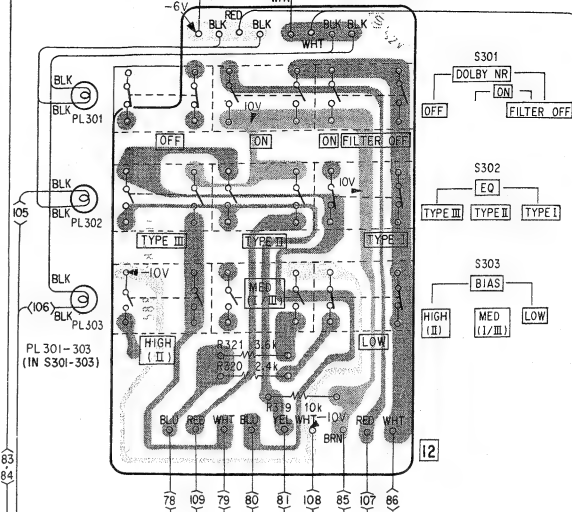 WHT
-6V
RED
BLK
BLK
BLK BLK
WHT
BLK
BLK
PL301
10V
OFF
ON
ON
FILTER OFF
S301
DOLBY NR
ON
OFF
FILTER OFF
BLK
BLK
PL302
105
10V
TYPE III
TYPE II
TYPE I
S302
EQ
TYPE III
TYPE II
TYPE I
BLK
106
BLK
PL303
-10V
MED
(I/III)
HIGH
(II)
LOW
S303
BIAS
HIGH
(II)
MED
(I/III)
LOW
PL301-303
(IN S301-303)
R321 3.6k
R320 2.4k
R319 10k
BLU RED WHT BLU YEL WHT -10V
BRN RED WHT
12
83
84
78 109 79 80 81 108 85 107 86